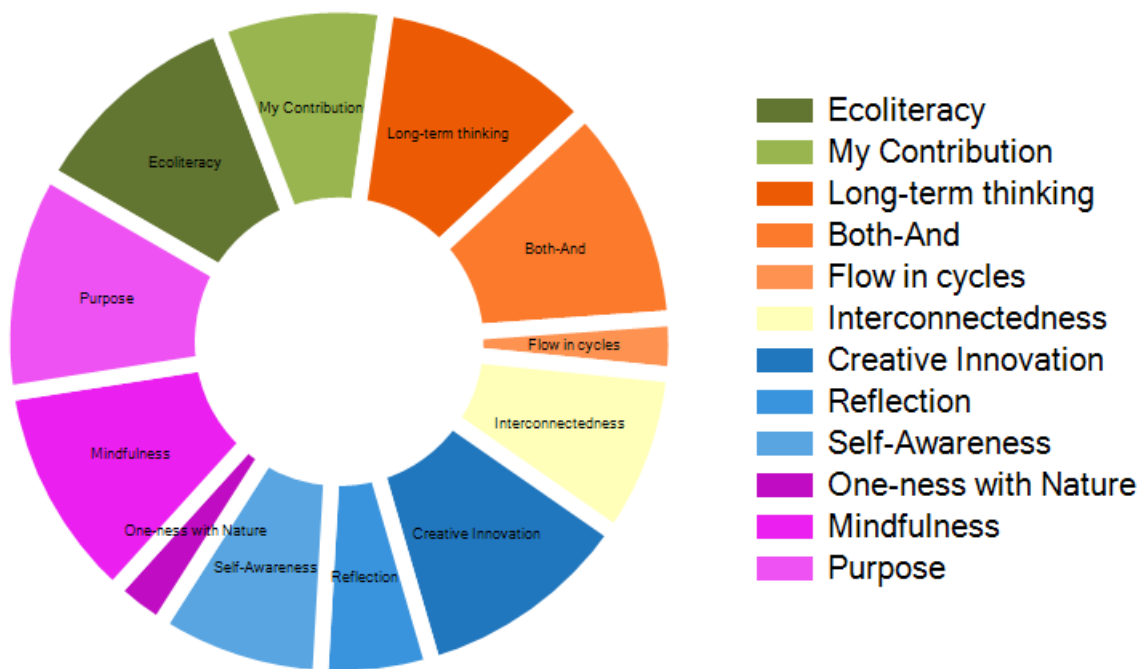 My Contribution
Long-term thinking
Ecoliteracy
Both-And
Purpose
Flow in cycles
Interconnectedness
Mindfulness
One-ness with Nature
Creative Innovation
Self-Awareness
Reflection
Ecoliteracy
My Contribution
Long-term thinking
Both-And
Flow in cycles
Interconnectedness
Creative Innovation
Reflection
Self-Awareness
One-ness with Nature
Mindfulness
Purpose